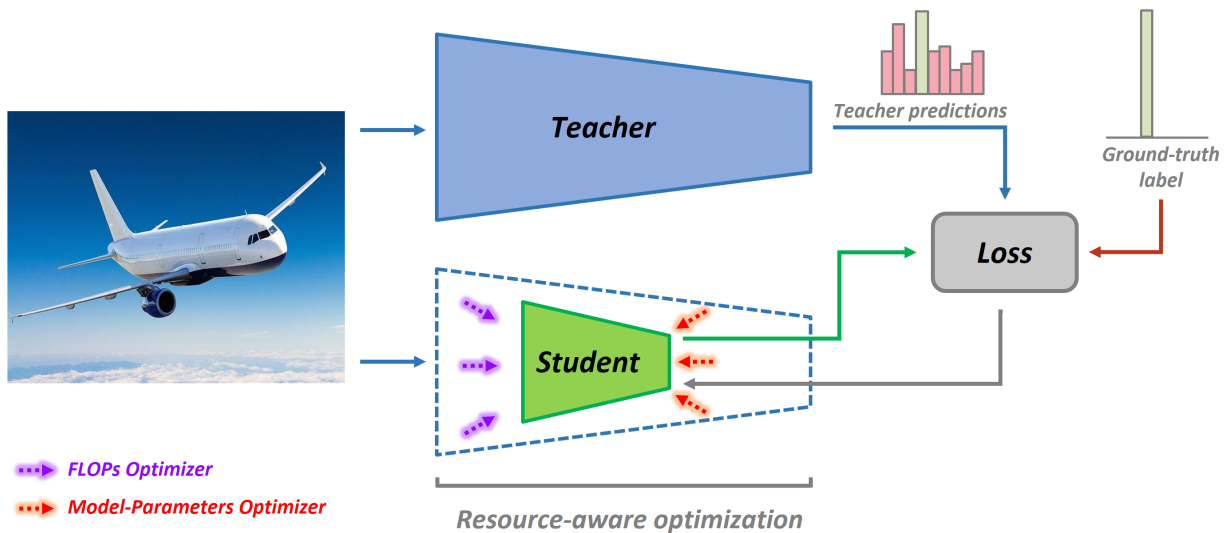 Teacher
Teacher predictions
Ground-truth
label
Loss
Student
FLOPs Optimizer
Model-Parameters Optimizer
Resource-aware optimization